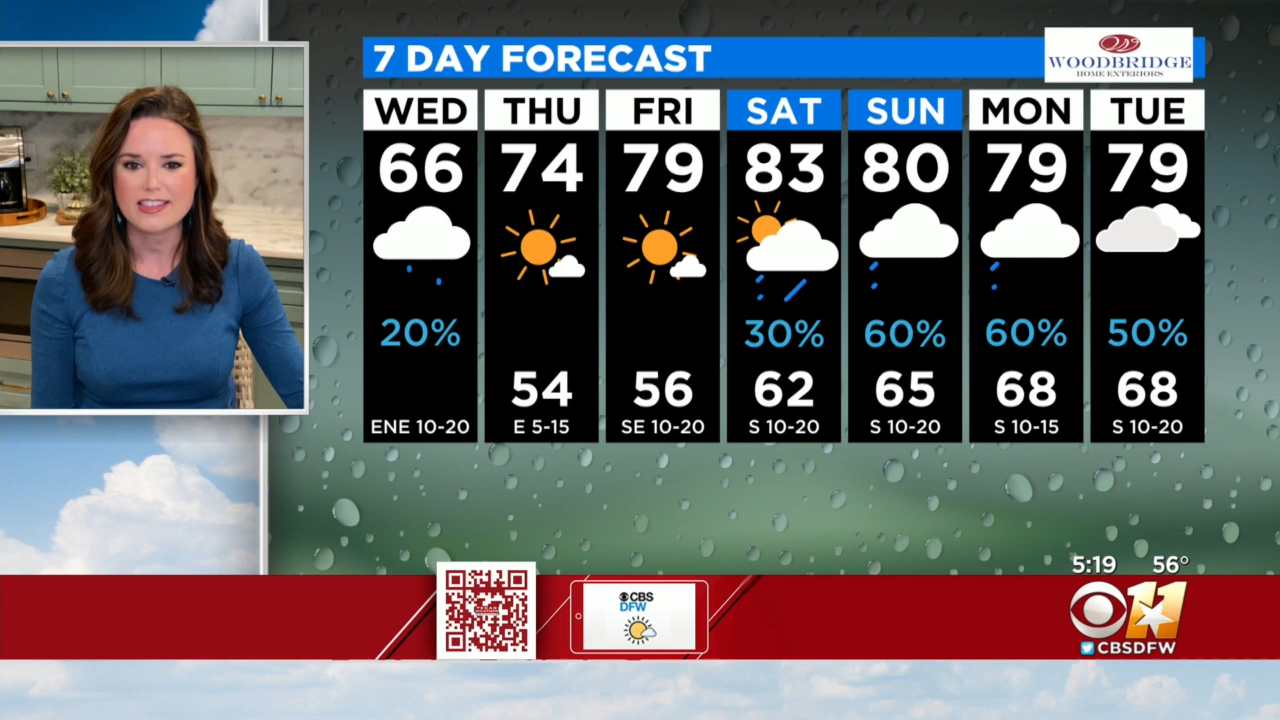 7 DAY FORECAST
WOODBRIDGE
HOME EXTERIORS
WED THU FRI SAT SUN MON TUE
66 74 79 83 80 79 79
20% 30% 60% 60% 50%
54 56 62 65 68 68
ENE 10-20 E 5-15 SE 10-20 S 10-20 S 10-20 S 10-15 S 10-20
5:19 56°
CBS
DFW
11
CBSDFW